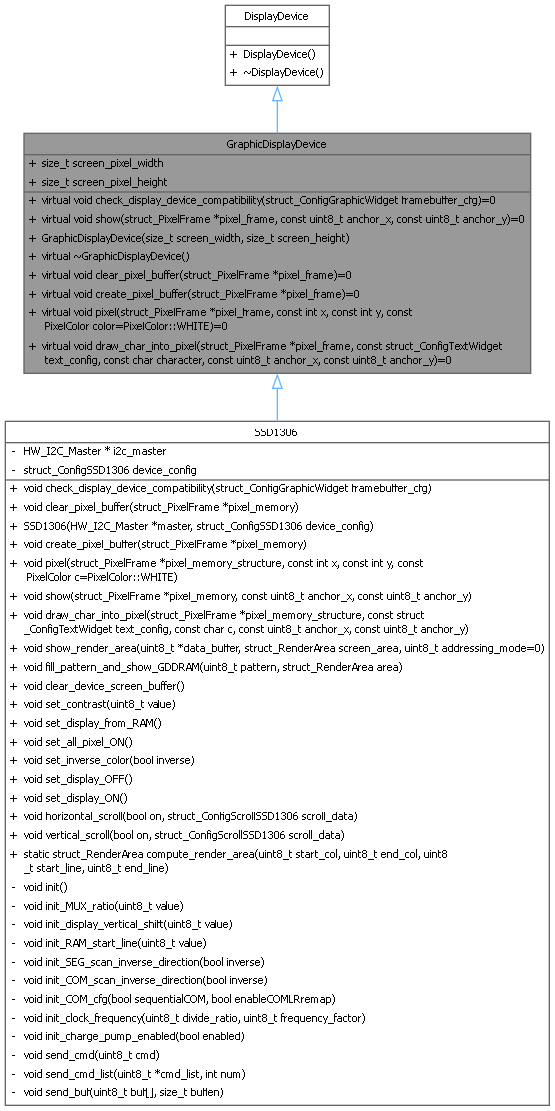 DisplayDevice
+ DisplayDevice()
+ ~DisplayDevice()
GraphicDisplayDevice
+ size_t screen_pixel_width
+ size_t screen_pixel_height
+ virtual void check_display_device_compatibility(struct_ConfigGraphicWidget framebuffer_cfg)=0
+ virtual void show(struct_PixelFrame *pixel_frame, const uint8_t anchor_x, const uint8_t anchor_y)=0
+ GraphicDisplayDevice(size_t screen_width, size_t screen_height)
+ virtual ~GraphicDisplayDevice()
+ virtual void clear_pixel_buffer(struct_PixelFrame *pixel_frame)=0
+ virtual void create_pixel_buffer(struct_PixelFrame *pixel_frame)=0
+ virtual void pixel(struct_PixelFrame *pixel_frame, const int x, const int y, const
PixelColor color=PixelColor::WHITE)=0
+ virtual void draw_char_into_pixel(struct_PixelFrame *pixel_frame, const struct_ConfigTextWidget
text_config, const char character, const uint8_t anchor_x, const uint8_t anchor_y)=0
SSD1306
- HW_I2C_Master * i2c_master
- struct_ConfigSSD1306 device_config
+ void check_display_device_compatibility(struct_ConfigGraphicWidget framebuffer_cfg)
+ void clear_pixel_buffer(struct_PixelFrame *pixel_memory)
+ SSD1306(HW_I2C_Master *master, struct_ConfigSSD1306 device_config)
+ void create_pixel_buffer(struct_PixelFrame *pixel_memory)
+ void pixel(struct_PixelFrame *pixel_memory_structure, const int x, const int y, const
PixelColor c=PixelColor::WHITE)
+ void show(struct_PixelFrame *pixel_memory, const uint8_t anchor_x, const uint8_t anchor_y)
+ void draw_char_into_pixel(struct_PixelFrame *pixel_memory_structure, const struct
_ConfigTextWidget text_config, const char c, const uint8_t anchor_x, const uint8_t anchor_y)
+ void show_render_area(uint8_t *data_buffer, struct_RenderArea screen_area, uint8_t addressing_mode=0)
+ void fill_pattern_and_show_GDDRAM(uint8_t pattern, struct_RenderArea area)
+ void clear_device_screen_buffer()
+ void set_contrast(uint8_t value)
+ void set_display_from_RAM()
+ void set_all_pixel_ON()
+ void set_inverse_color(bool inverse)
+ void set_display_OFF()
+ void set_display_ON()
+ void horizontal_scroll(bool on, struct_ConfigScrollSSD1306 scroll_data)
+ void vertical_scroll(bool on, struct_ConfigScrollSSD1306 scroll_data)
+ static struct_RenderArea compute_render_area(uint8_t start_col, uint8_t end_col, uint8
_t start_line, uint8_t end_line)
- void init()
- void init_MUX_ratio(uint8_t value)
- void init_display_vertical_shift(uint8_t value)
- void init_RAM_start_line(uint8_t value)
- void init_SEG_scan_inverse_direction(bool inverse)
- void init_COM_scan_inverse_direction(bool inverse)
- void init_COM_cfg(bool sequentialCOM, bool enableCOMLRremap)
- void init_clock_frequency(uint8_t divide_ratio, uint8_t frequency_factor)
- void init_charge_pump_enabled(bool enabled)
- void send_cmd(uint8_t cmd)
- void send_cmd_list(uint8_t *cmd_list, int num)
- void send_buf(uint8_t buf[], size_t buflen)